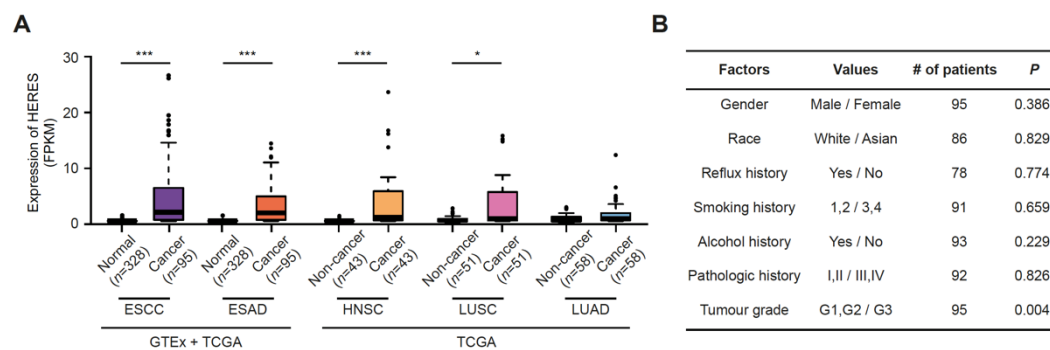 A
Expression of HERES
(FPKM)
30
20
10
0
***
***
***
*
Normal
(n=328)
Cancer
(n=95)
Normal
(n=328)
Cancer
(n=95)
Non-cancer
(n=43)
Cancer
(n=43)
Non-cancer
(n=51)
Cancer
(n=51)
Non-cancer
(n=58)
Cancer
(n=58)
ESCC
ESAD
HNSC
LUSC
LUAD
GTEx + TCGA
TCGA
B
Factors Values # of patients P
Gender Male / Female 95 0.386
Race White / Asian 86 0.829
Reflux history Yes / No 78 0.774
Smoking history 1,2 / 3,4 91 0.659
Alcohol history Yes / No 93 0.229
Pathologic history I,II / III,IV 92 0.826
Tumour grade G1,G2 / G3 95 0.004